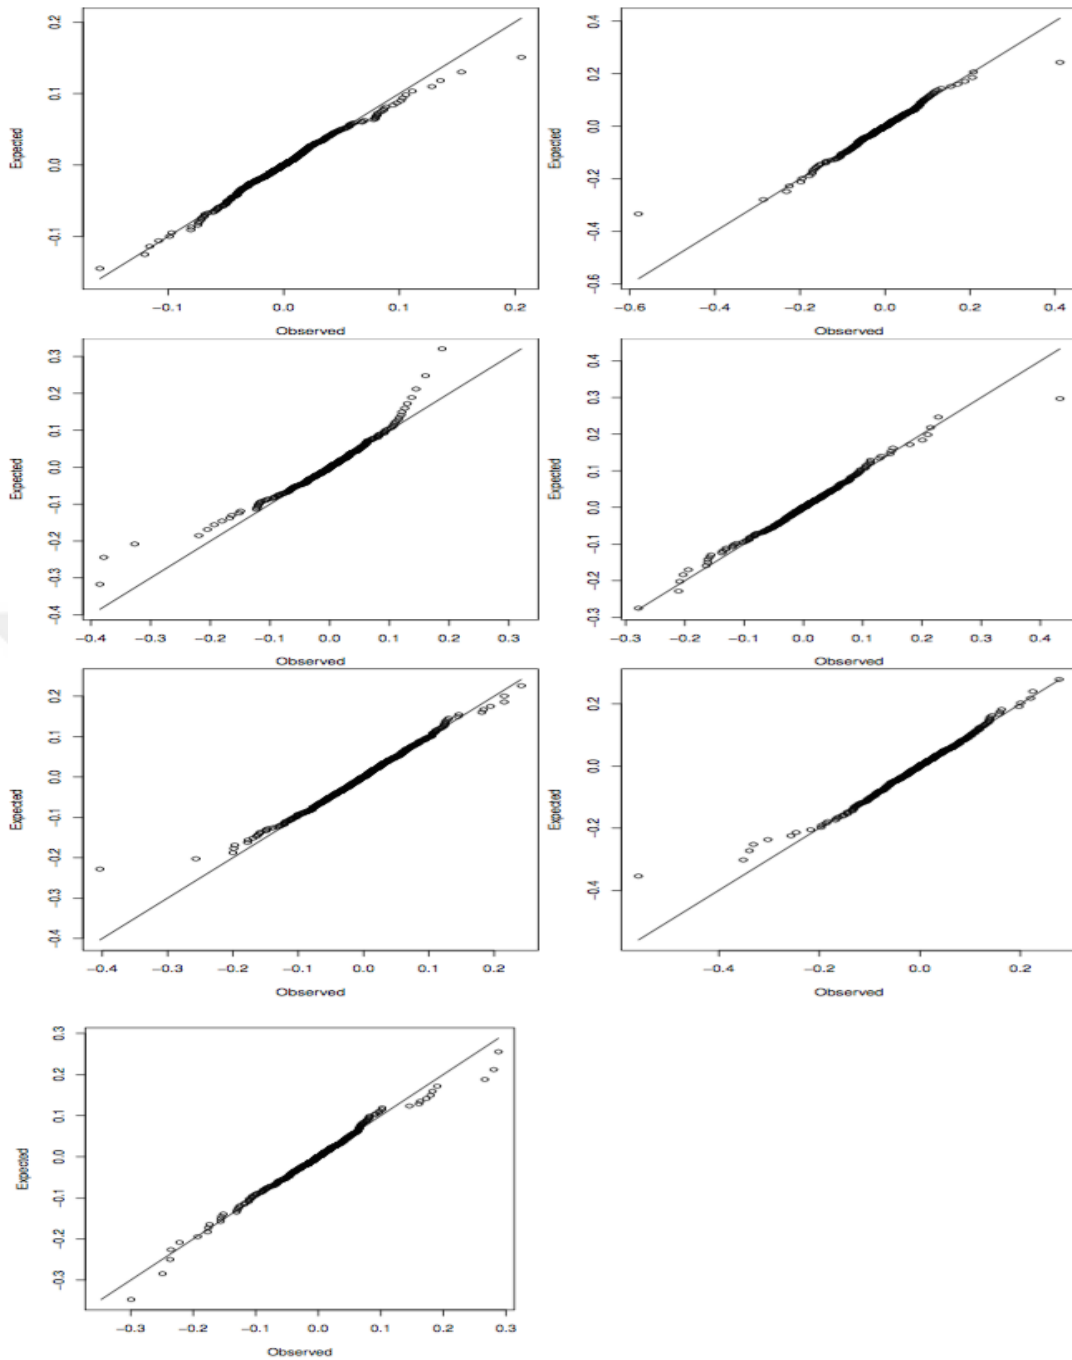 0.2 0.1 0.0 −0.1
Expected
−0.1 0.0 0.1 0.2
Observed
0.4 0.2 0.0 −0.2 −0.4 −0.6
Expected
−0.6 −0.4 −0.2 0.0 0.2 0.4
Observed
0.3 0.2 0.1 0.0 −0.1 −0.2 −0.3 −0.4
Expected
−0.4 −0.3 −0.2 −0.1 0.0 0.1 0.2 0.3
Observed
0.4 0.3 0.2 0.1 0.0 −0.1 −0.2 −0.3
Expected
−0.3 −0.2 −0.1 0.0 0.1 0.2 0.3 0.4
Observed
0.2 0.1 0.0 −0.1 −0.2 −0.3 −0.4
Expected
−0.4 −0.3 −0.2 −0.1 0.0 0.1 0.2
Observed
0.2 0.0 −0.2 −0.4
Expected
−0.4 −0.2 0.0 0.2
Observed
0.3 0.2 0.1 0.0 −0.1 −0.2 −0.3
Expected
−0.3 −0.2 −0.1 0.0 0.1 0.2 0.3
Observed